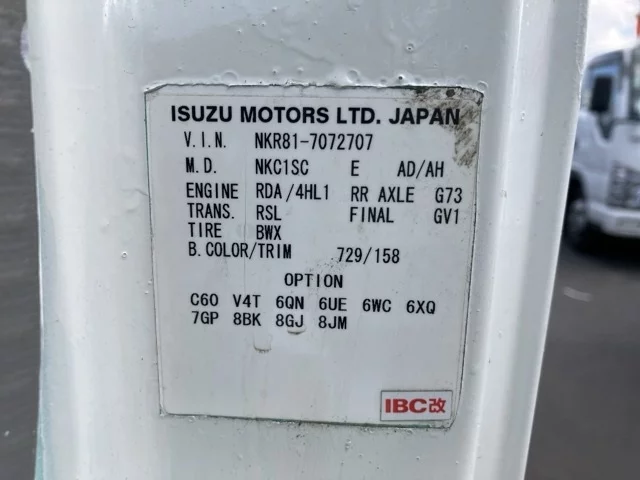 ISUZU MOTORS LTD. JAPAN
V.I.N. NKR81-7072707
M.D. NKC1SC E AD/AH
ENGINE RDA/4HL1 RR AXLE G73
TRANS. RSL FINAL GV1
TIRE BWX
B.COLOR/TRIM 729/158
OPTION
C60 V4T 6QN 6UE 6WC 6XQ
7GP 8BK 8GJ 8JM
IBC改